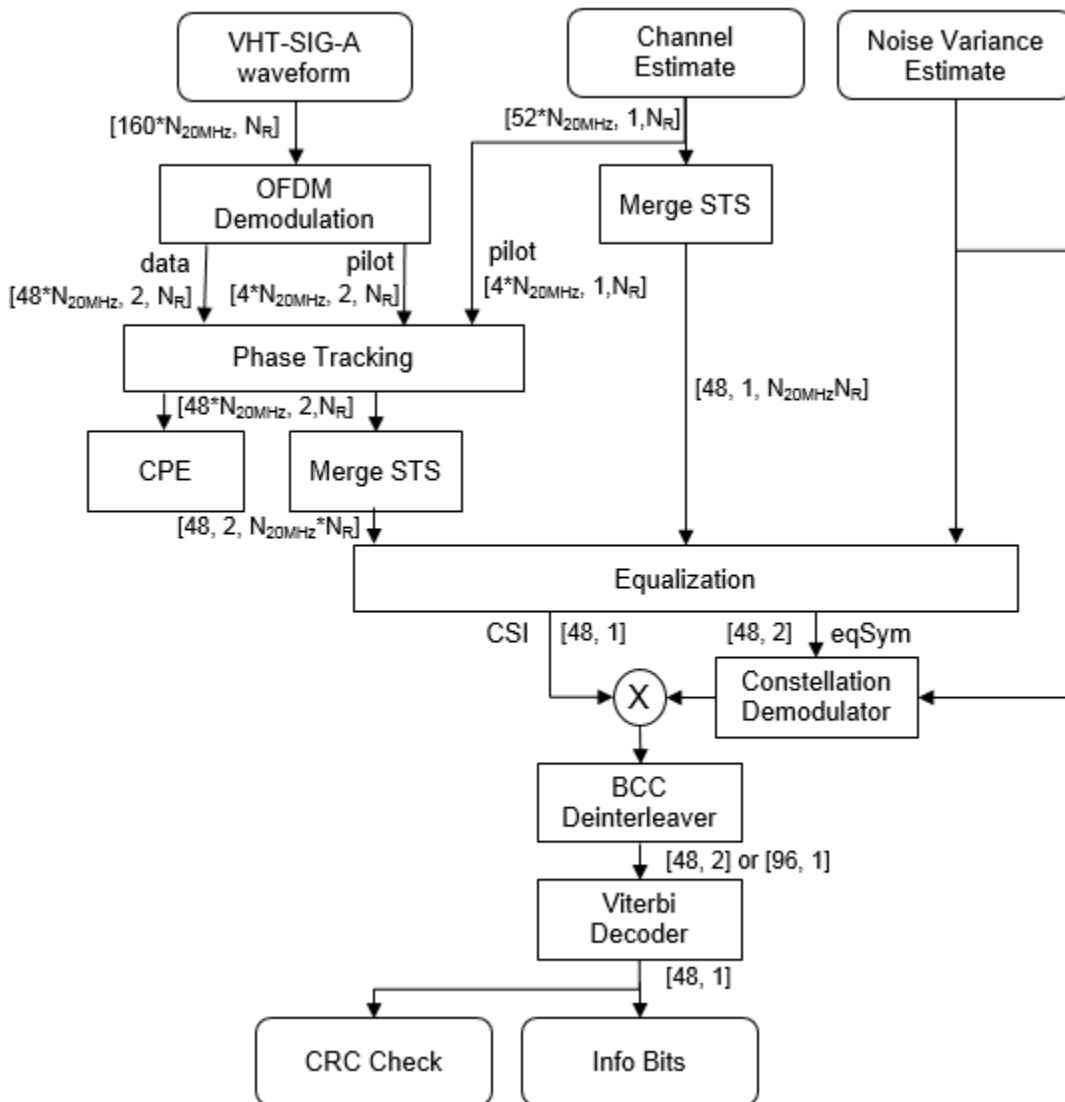 VHT-SIG-A
waveform
Channel
Estimate
Noise Variance
Estimate
[160*N20MHz, NR]
[52*N20MHz, 1,NR]
OFDM
Demodulation
Merge STS
data
pilot
pilot
[48*N20MHz, 2, NR]
[4*N20MHz, 2, NR]
[4*N20MHz, 1,NR]
Phase Tracking
[48*N20MHz, 2,NR]
[48, 1, N20MHzNR]
CPE
Merge STS
[48, 2, N20MHz*NR]
Equalization
CSI
[48, 1]
[48, 2]
eqSym
Constellation
Demodulator
X
BCC
Deinterleaver
[48, 2] or [96, 1]
Viterbi
Decoder
[48, 1]
CRC Check
Info Bits